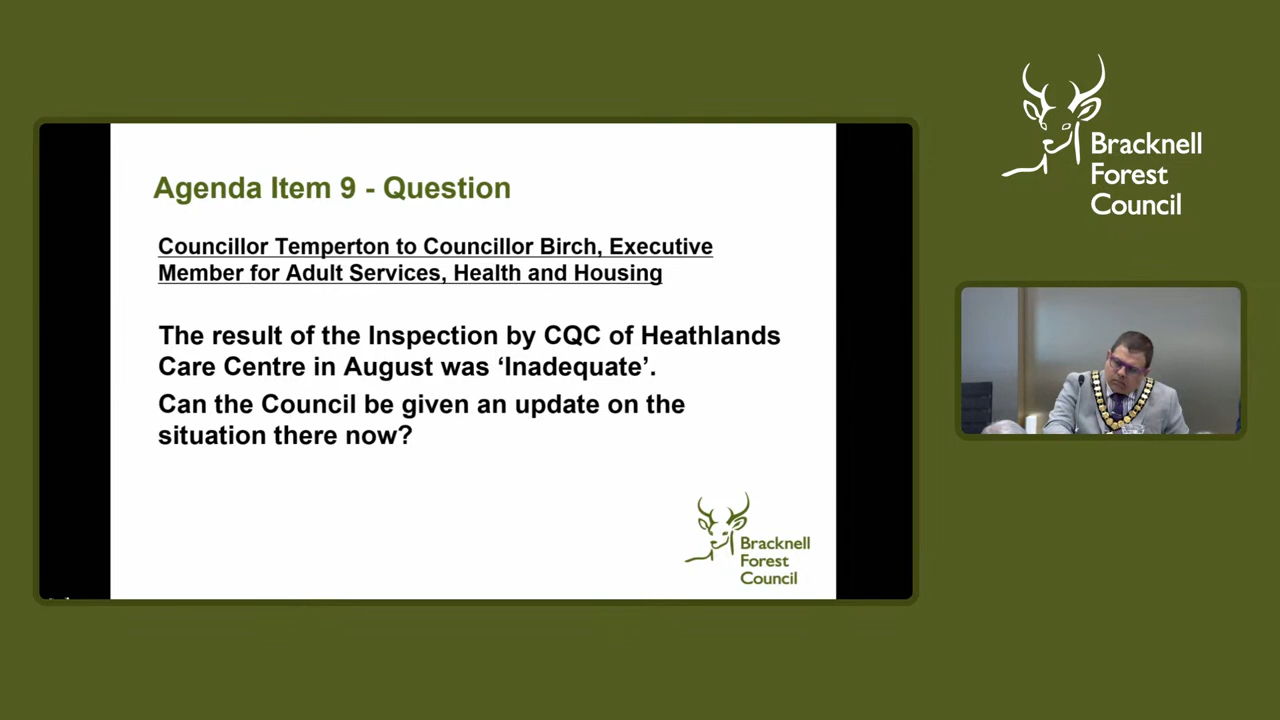 Agenda Item 9 - Question
Councillor Temperton to Councillor Birch, Executive
Member for Adult Services, Health and Housing
The result of the Inspection by CQC of Heathlands
Care Centre in August was ‘Inadequate’.
Can the Council be given an update on the
situation there now?
Bracknell
Forest
Council
Bracknell
Forest
Council